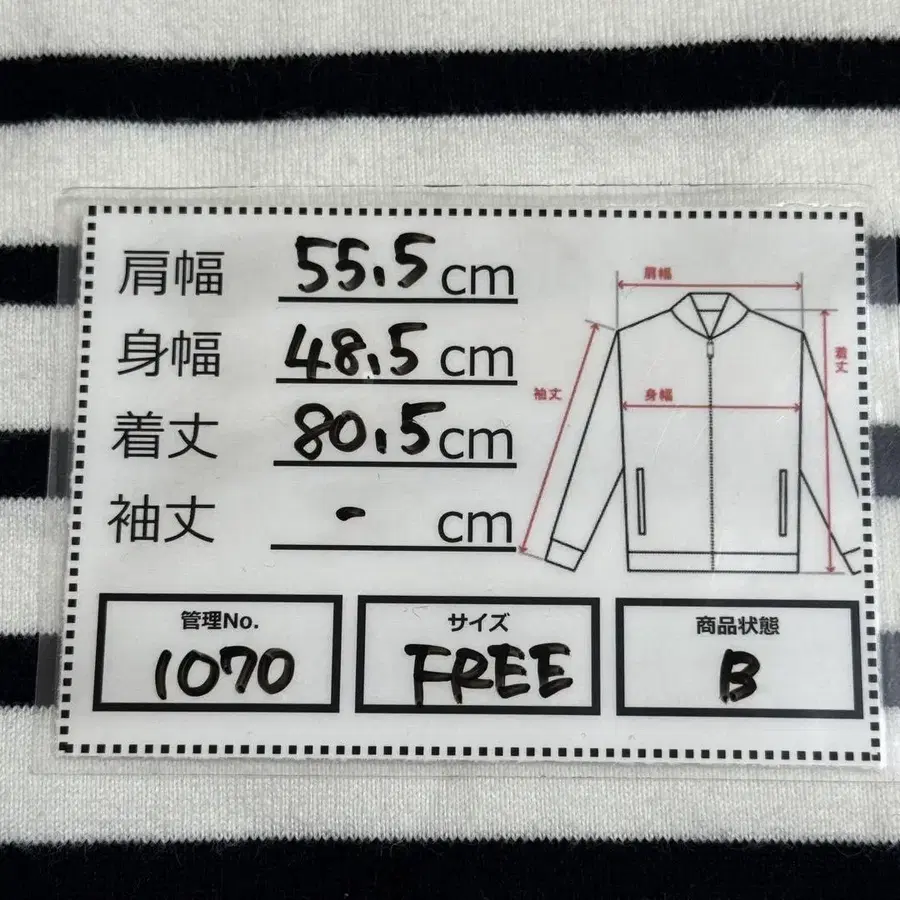 肩幅 55.5 cm
身幅 48.5 cm
着丈 80.5 cm
袖丈 - cm
肩幅
着丈
袖丈
身幅
管理No.
1070
サイズ
FREE
商品状態
B